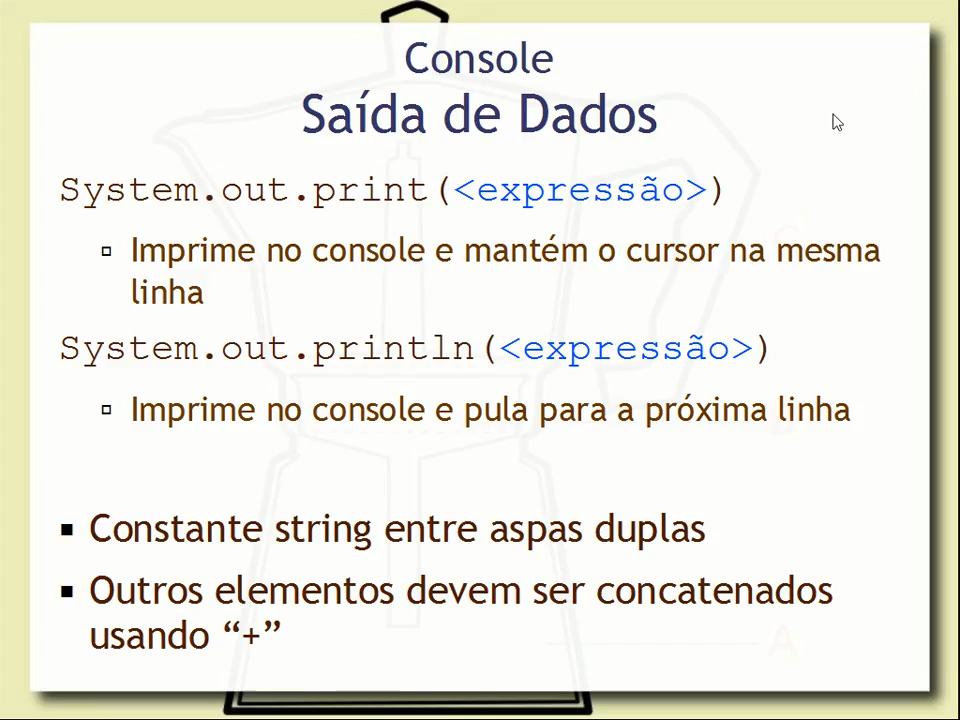 Console
Saída de Dados
System.out.print(<expressão>)
Imprime no console e mantém o cursor na mesma
linha
System.out.println(<expressão>)
Imprime no console e pula para a próxima linha
Constante string entre aspas duplas
Outros elementos devem ser concatenados
usando “+”
A